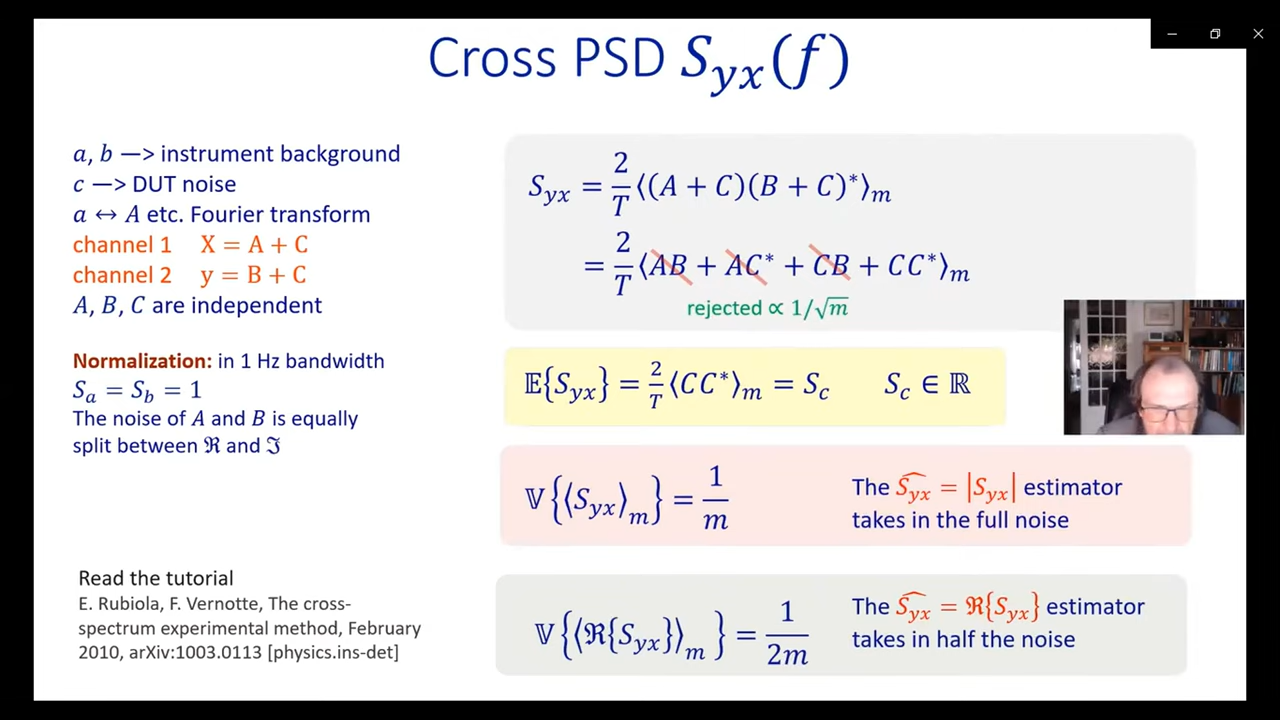 Cross PSD S_yx(f)
a, b —> instrument background
c —> DUT noise
a ↔ A etc. Fourier transform
channel 1 X = A + C
channel 2 y = B + C
A, B, C are independent
Normalization: in 1 Hz bandwidth
S_a = S_b = 1
The noise of A and B is equally
split between ℜ and ℑ
Read the tutorial
E. Rubiola, F. Vernotte, The cross-
spectrum experimental method, February
2010, arXiv:1003.0113 [physics.ins-det]
S_yx = 2/T ⟨(A + C)(B + C)*⟩_m
= 2/T ⟨AB + AC* + CB + CC*⟩_m
rejected ∝ 1/√m
𝔼{S_yx} = 2/T ⟨CC*⟩_m = S_c S_c ∈ ℝ
𝕍{⟨S_yx⟩_m} = 1/m
The \widehat{S_yx} = |S_yx| estimator
takes in the full noise
𝕍{⟨ℜ{S_yx}⟩_m} = 1/2m
The \widehat{S_yx} = ℜ{S_yx} estimator
takes in half the noise